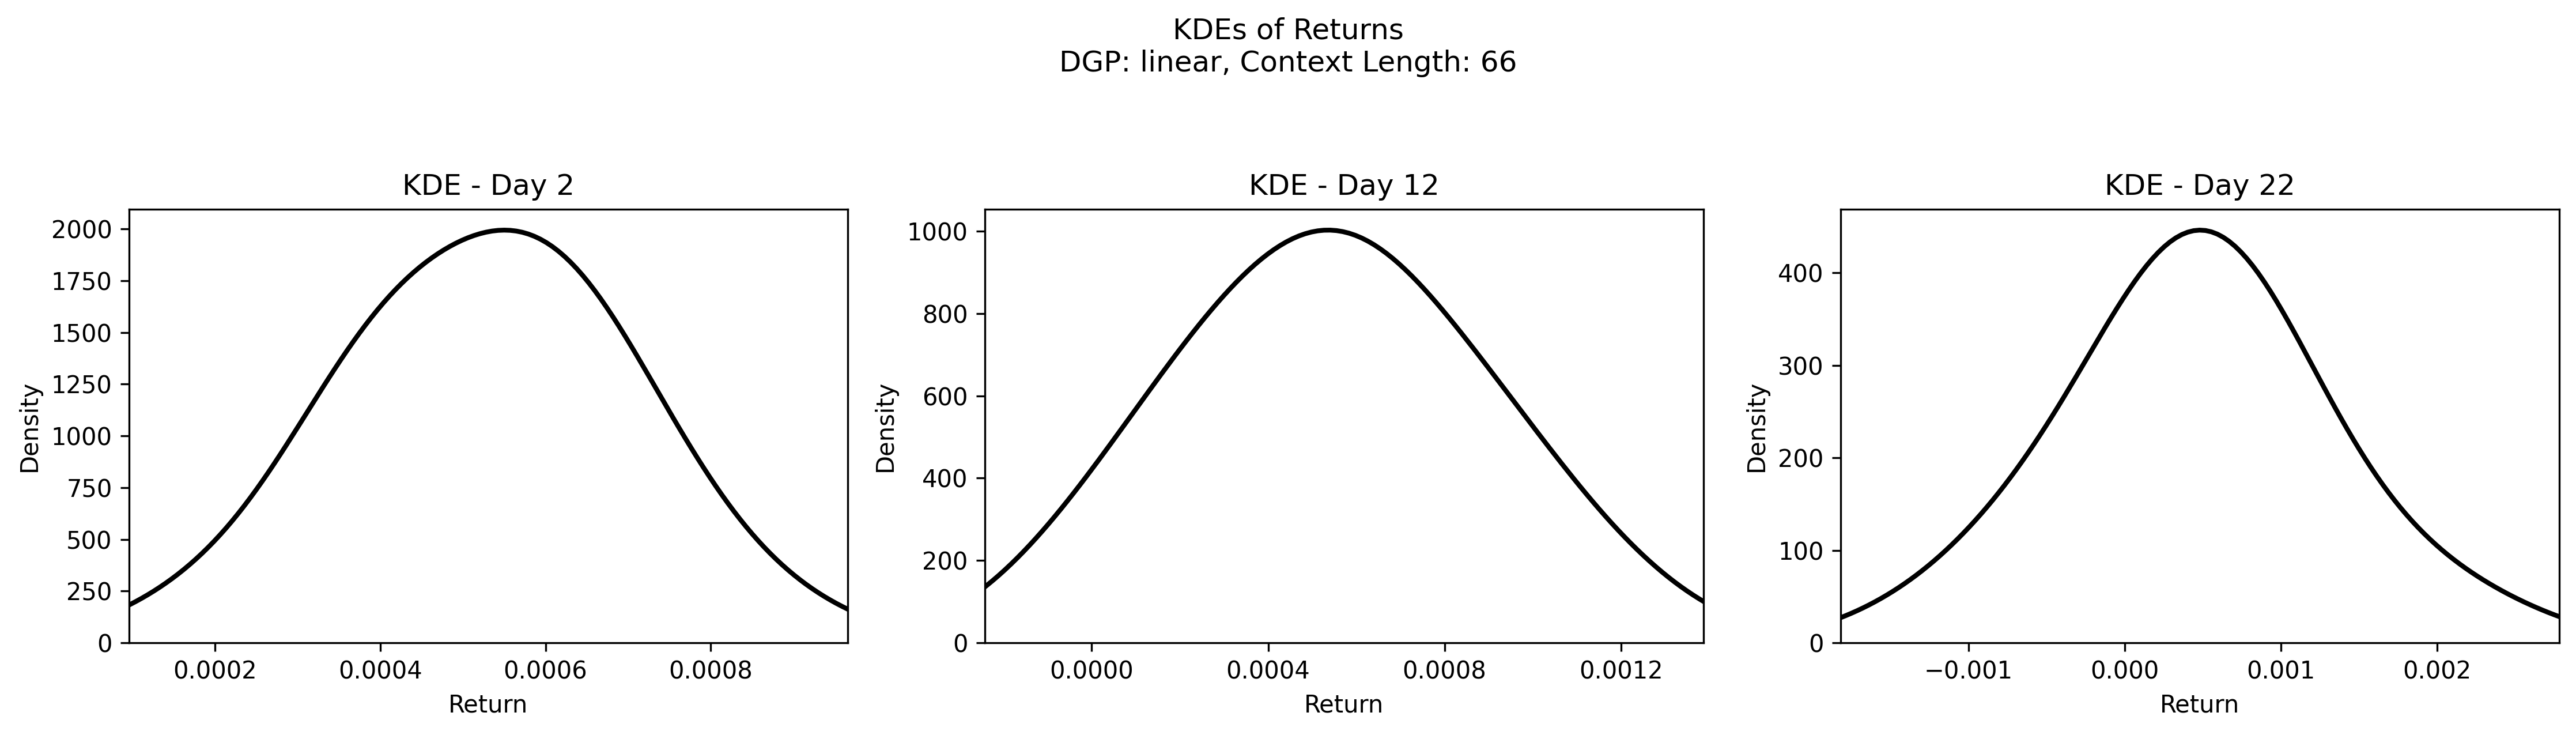 KDEs of Returns
DGP: linear, Context Length: 66
KDE - Day 2
Density
2000
1750
1500
1250
1000
750
500
250
0
0.0002 0.0004 0.0006 0.0008
Return
KDE - Day 12
Density
1000
800
600
400
200
0
0.0000 0.0004 0.0008 0.0012
Return
KDE - Day 22
Density
400
300
200
100
0
−0.001 0.000 0.001 0.002
Return